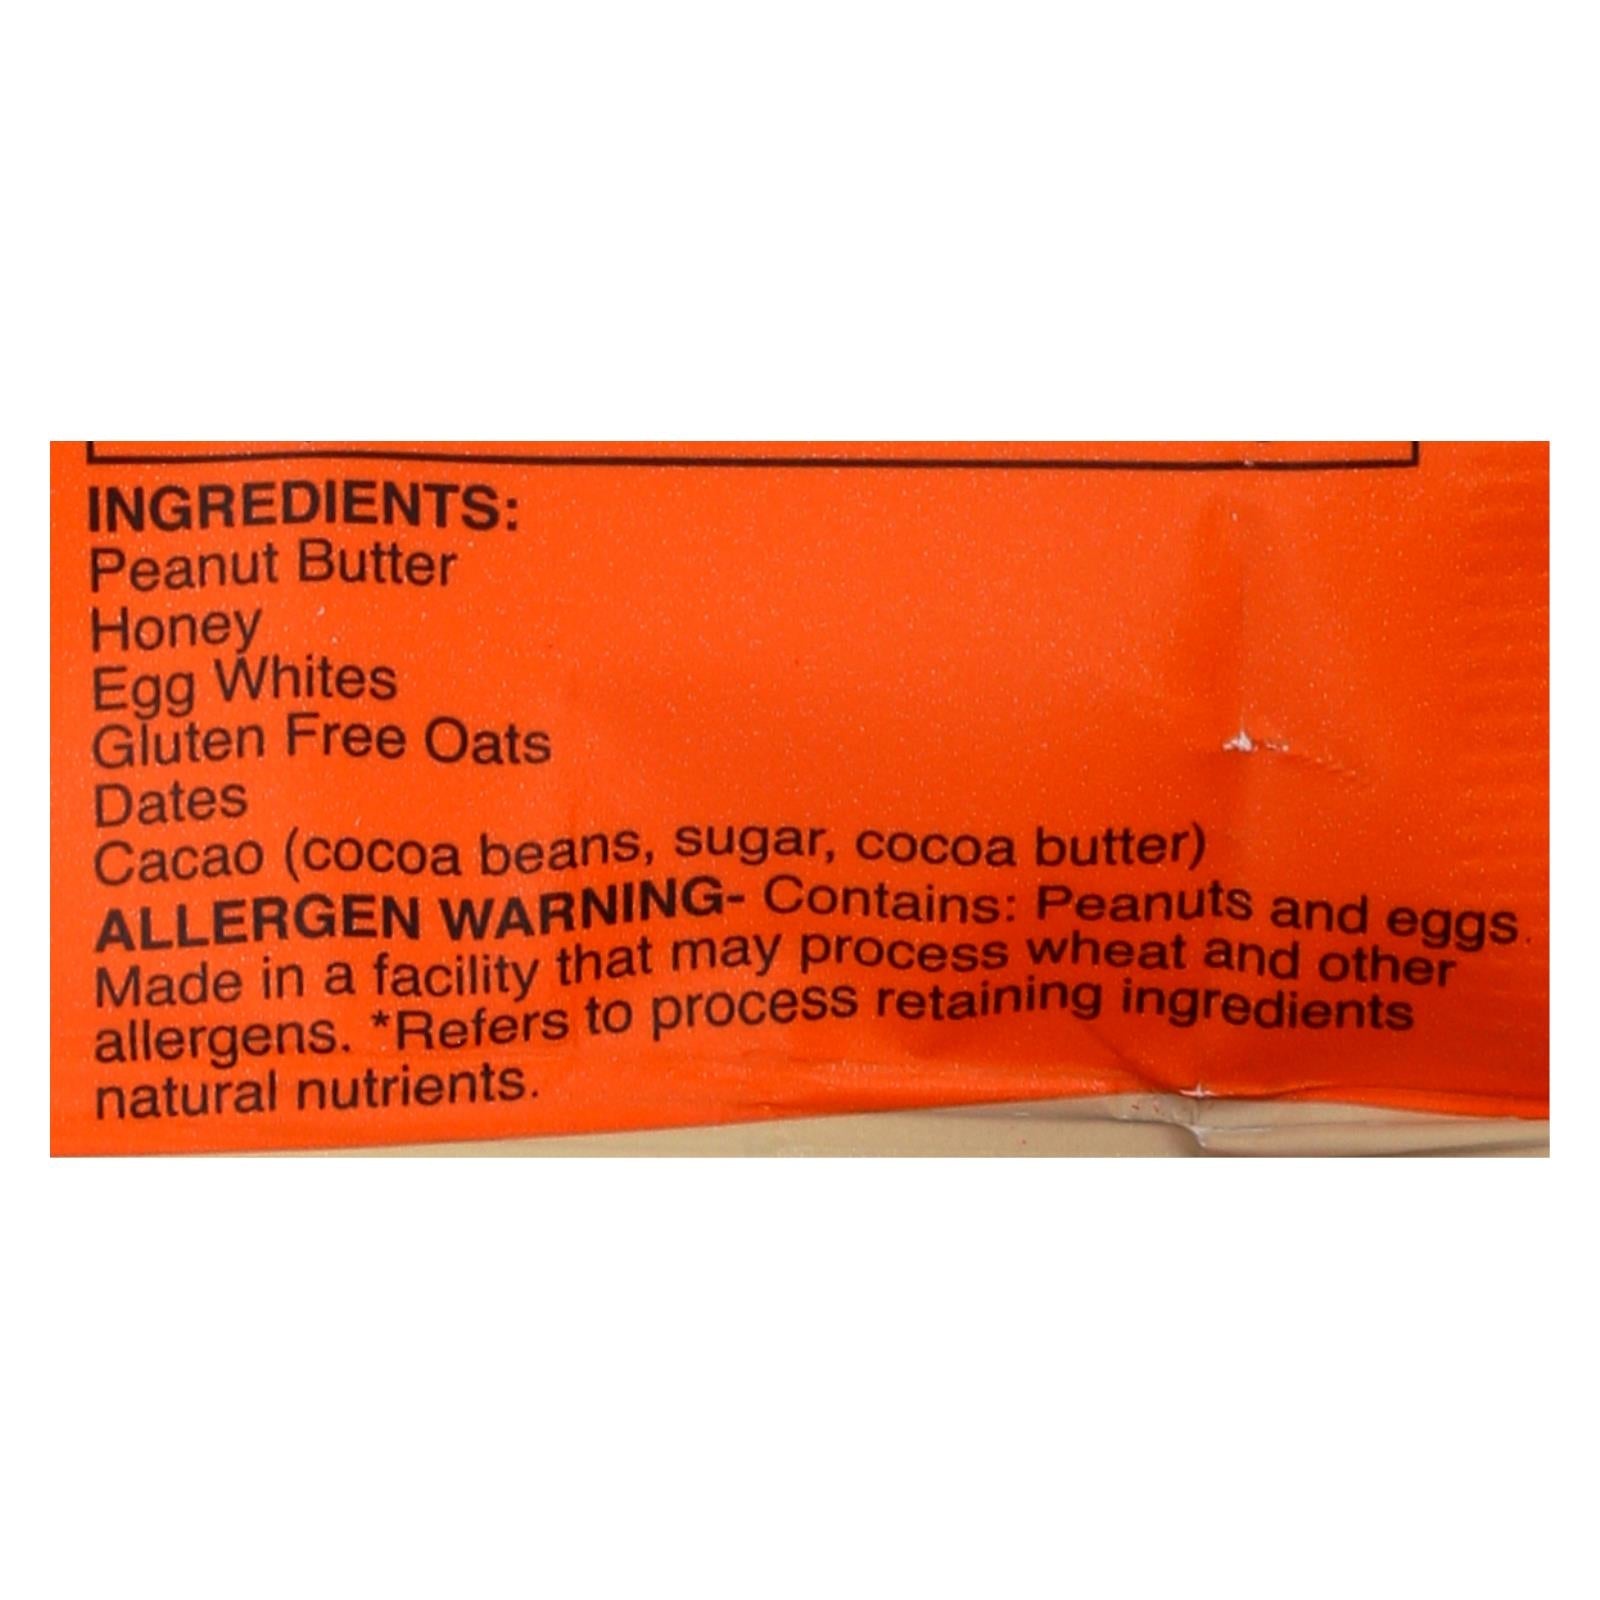 INGREDIENTS:
Peanut Butter
Honey
Egg Whites
Gluten Free Oats
Dates
Cacao (cocoa beans, sugar, cocoa butter)
ALLERGEN WARNING- Contains: Peanuts and eggs.
Made in a facility that may process wheat and other
allergens. *Refers to process retaining ingredients
natural nutrients.